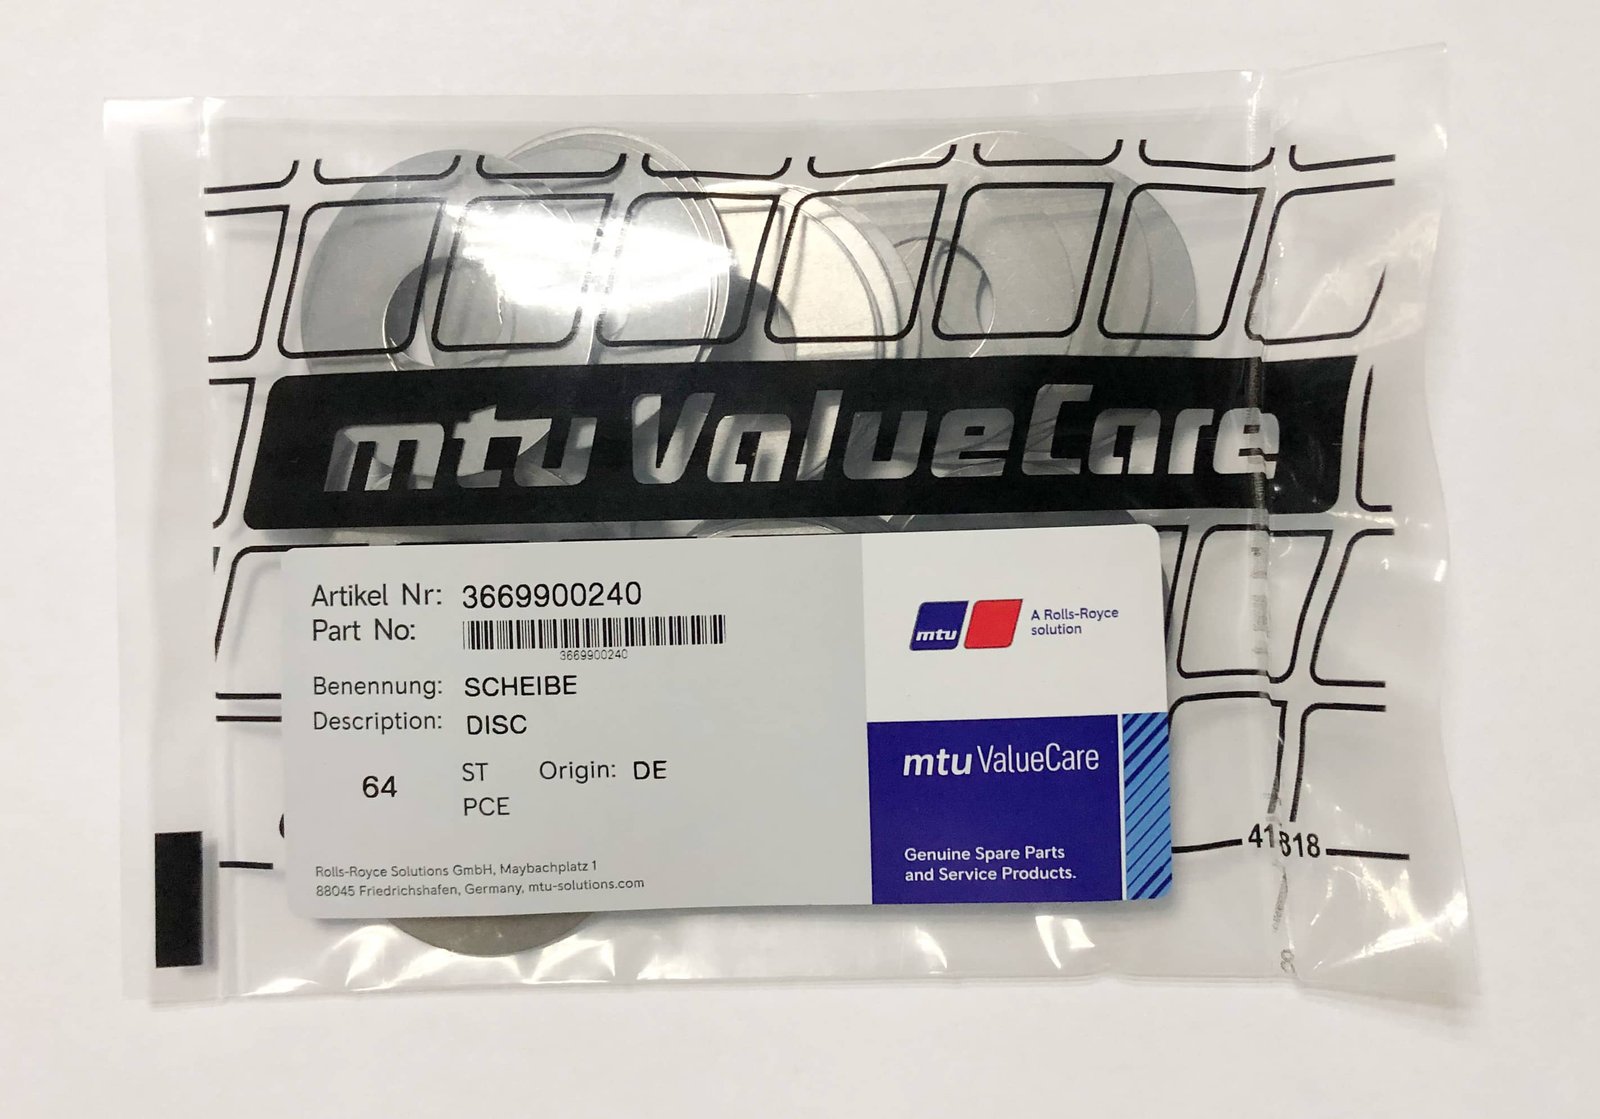 mtu ValueCare
Artikel Nr: 3669900240
Part No:
3669900240
Benennung: SCHEIBE
Description: DISC
64 ST Origin: DE
PCE
Rolls-Royce Solutions GmbH, Maybachplatz 1
88045 Friedrichshafen, Germany, mtu-solutions.com
mtu
A Rolls-Royce
solution
mtu ValueCare
Genuine Spare Parts
and Service Products.